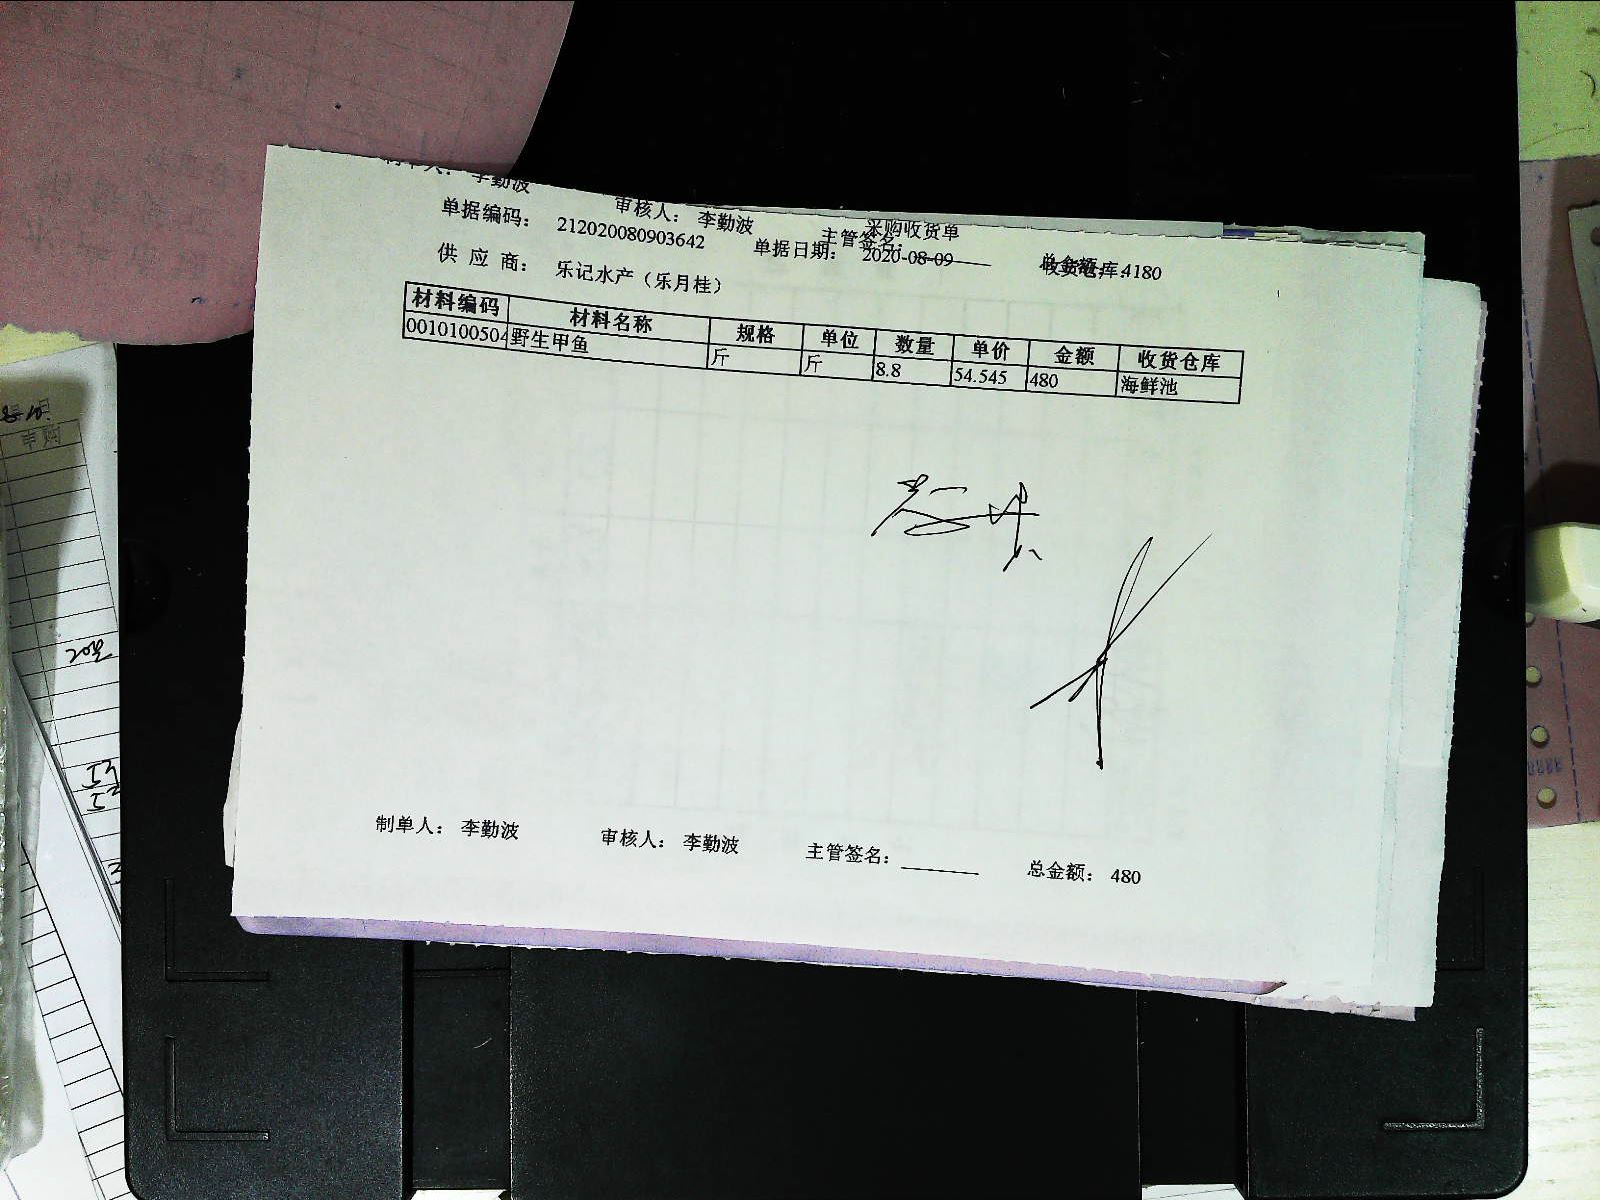 制单人： 李勤波 审核人： 李勤波 主管签名： 总金额： 4180
采购收货单
单据编码： 212020080903642 单据日期： 2020-08-09 收货仓库：
供 应 商： 乐记水产（乐月桂）
材料编码 材料名称 规格 单位 数量 单价 金额 收货仓库
0010100504 野生甲鱼 斤 斤 8.8 54.545 480 海鲜池
制单人： 李勤波 审核人： 李勤波 主管签名： 总金额： 480
申购